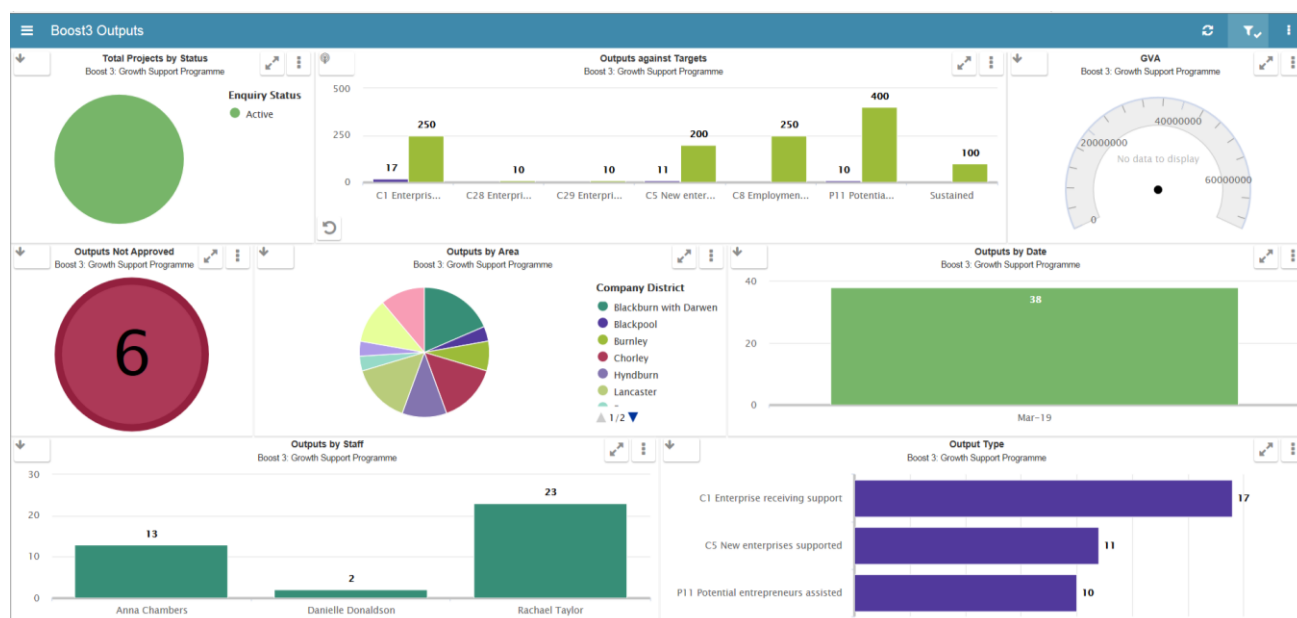 Boost3 Outputs
Total Projects by Status
Boost 3: Growth Support Programme
Enquiry Status
Active
Outputs against Targets
Boost 3: Growth Support Programme
500
250
0
17
250
10
10
11
200
250
10
400
100
C1 Enterpris...
C28 Enterpri...
C29 Enterpri...
C5 New enter...
C8 Employmen...
P11 Potentia...
Sustained
GVA
Boost 3: Growth Support Programme
40000000
20000000
No data to display
60000000
0
Outputs Not Approved
Boost 3: Growth Support Programme
6
Outputs by Area
Boost 3: Growth Support Programme
Company District
Blackburn with Darwen
Blackpool
Burnley
Chorley
Hyndburn
Lancaster
1/2
Outputs by Date
Boost 3: Growth Support Programme
40
38
20
0
Mar-19
Outputs by Staff
Boost 3: Growth Support Programme
30
20
10
0
13
2
23
Anna Chambers
Danielle Donaldson
Rachael Taylor
Output Type
Boost 3: Growth Support Programme
C1 Enterprise receiving support
17
C5 New enterprises supported
11
P11 Potential entrepreneurs assisted
10